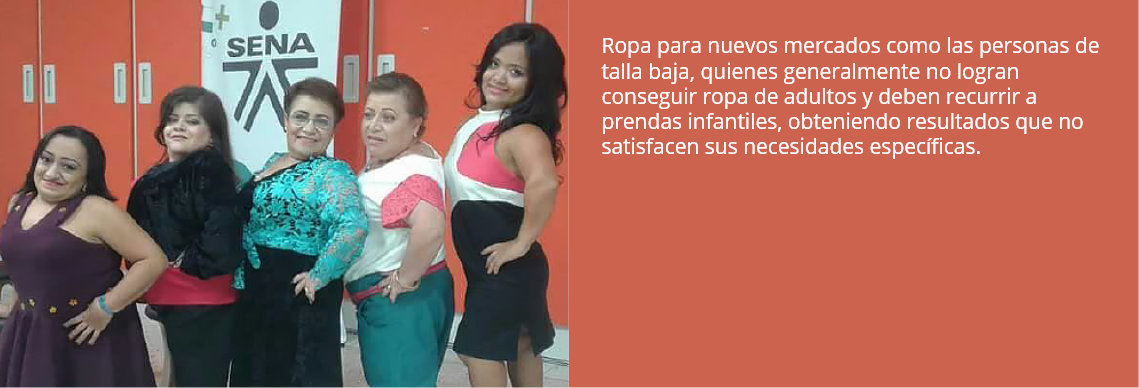 SENA
Ropa para nuevos mercados como las personas de
talla baja, quienes generalmente no logran
conseguir ropa de adultos y deben recurrir a
prendas infantiles, obteniendo resultados que no
satisfacen sus necesidades específicas.